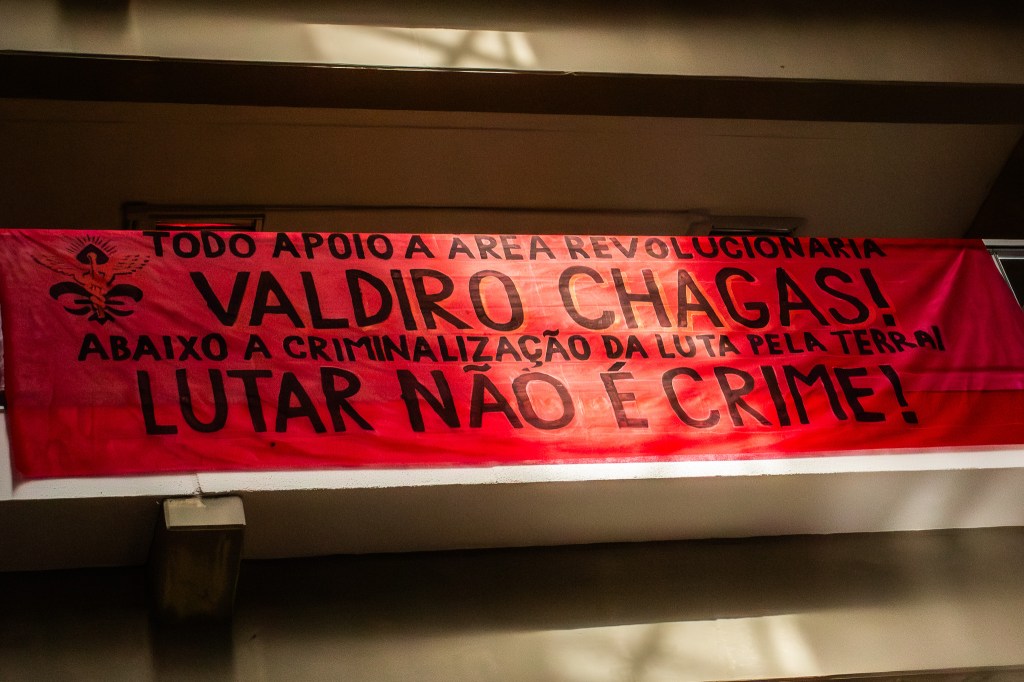 TODO APOIO A ÁREA REVOLUCIONÁRIA
VALDIRO CHAGAS!
ABAIXO A CRIMINALIZAÇÃO DA LUTA PELA TERRA!
LUTAR NÃO É CRIME!